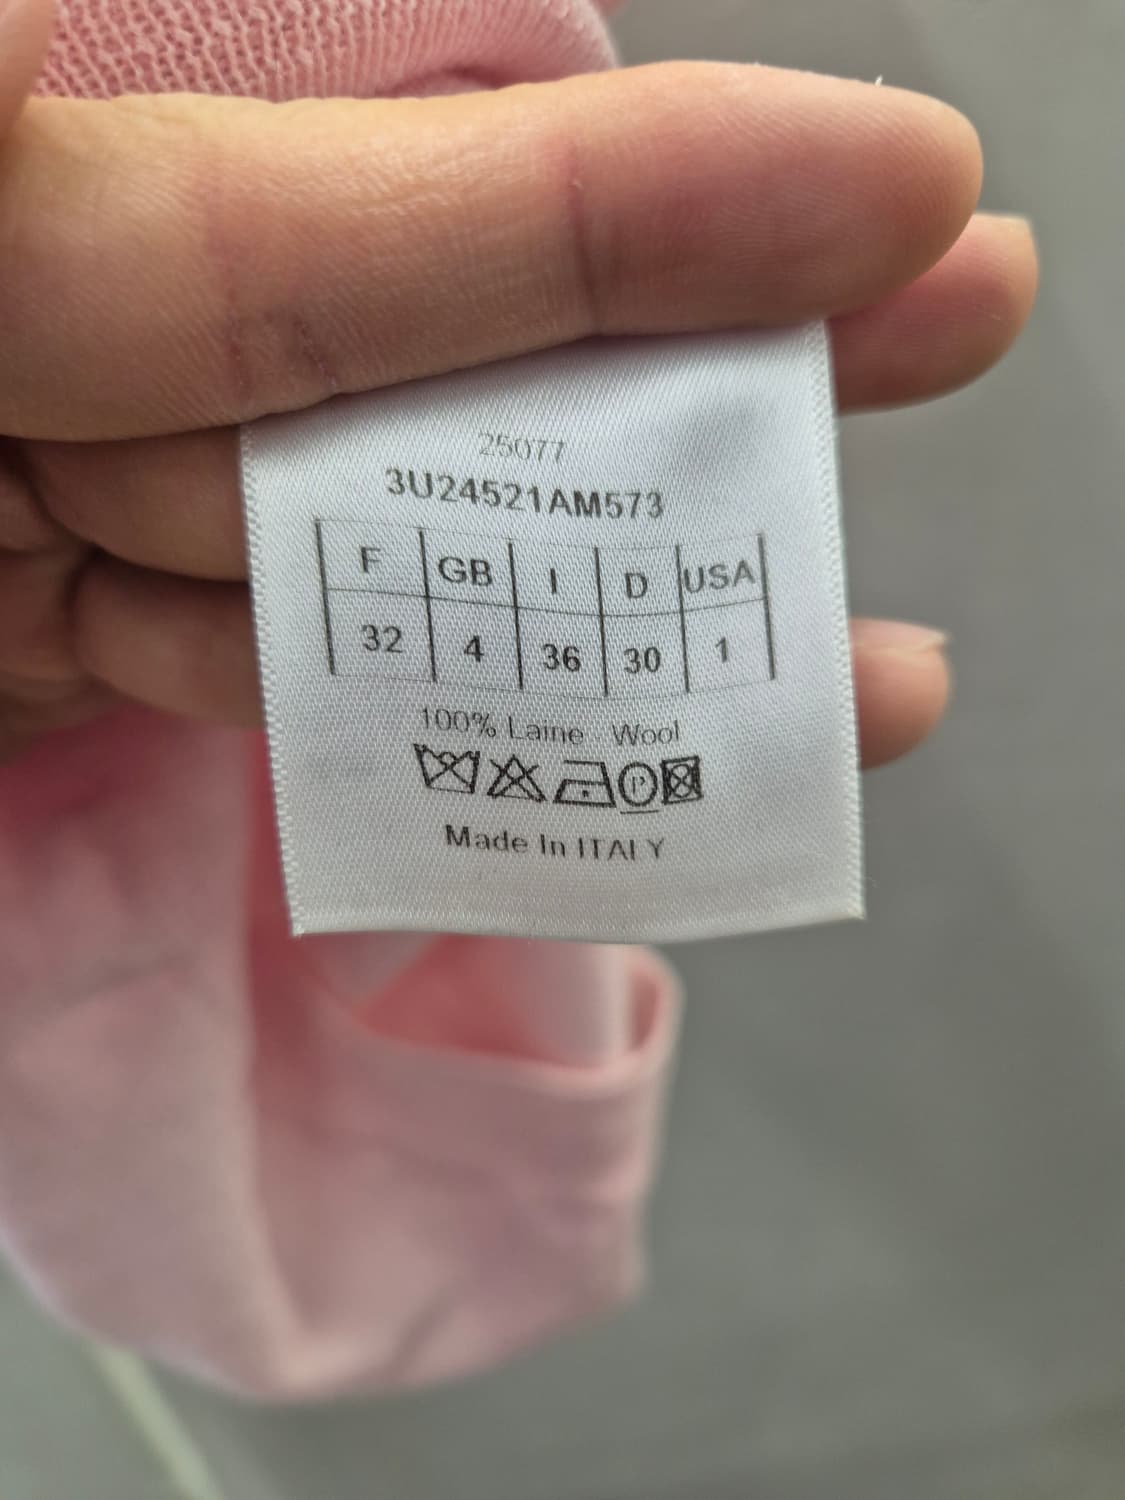 25077
3U24521AM573
F GB I D USA
32 4 36 30 1
100% Laine - Wool
P
Made In ITALY